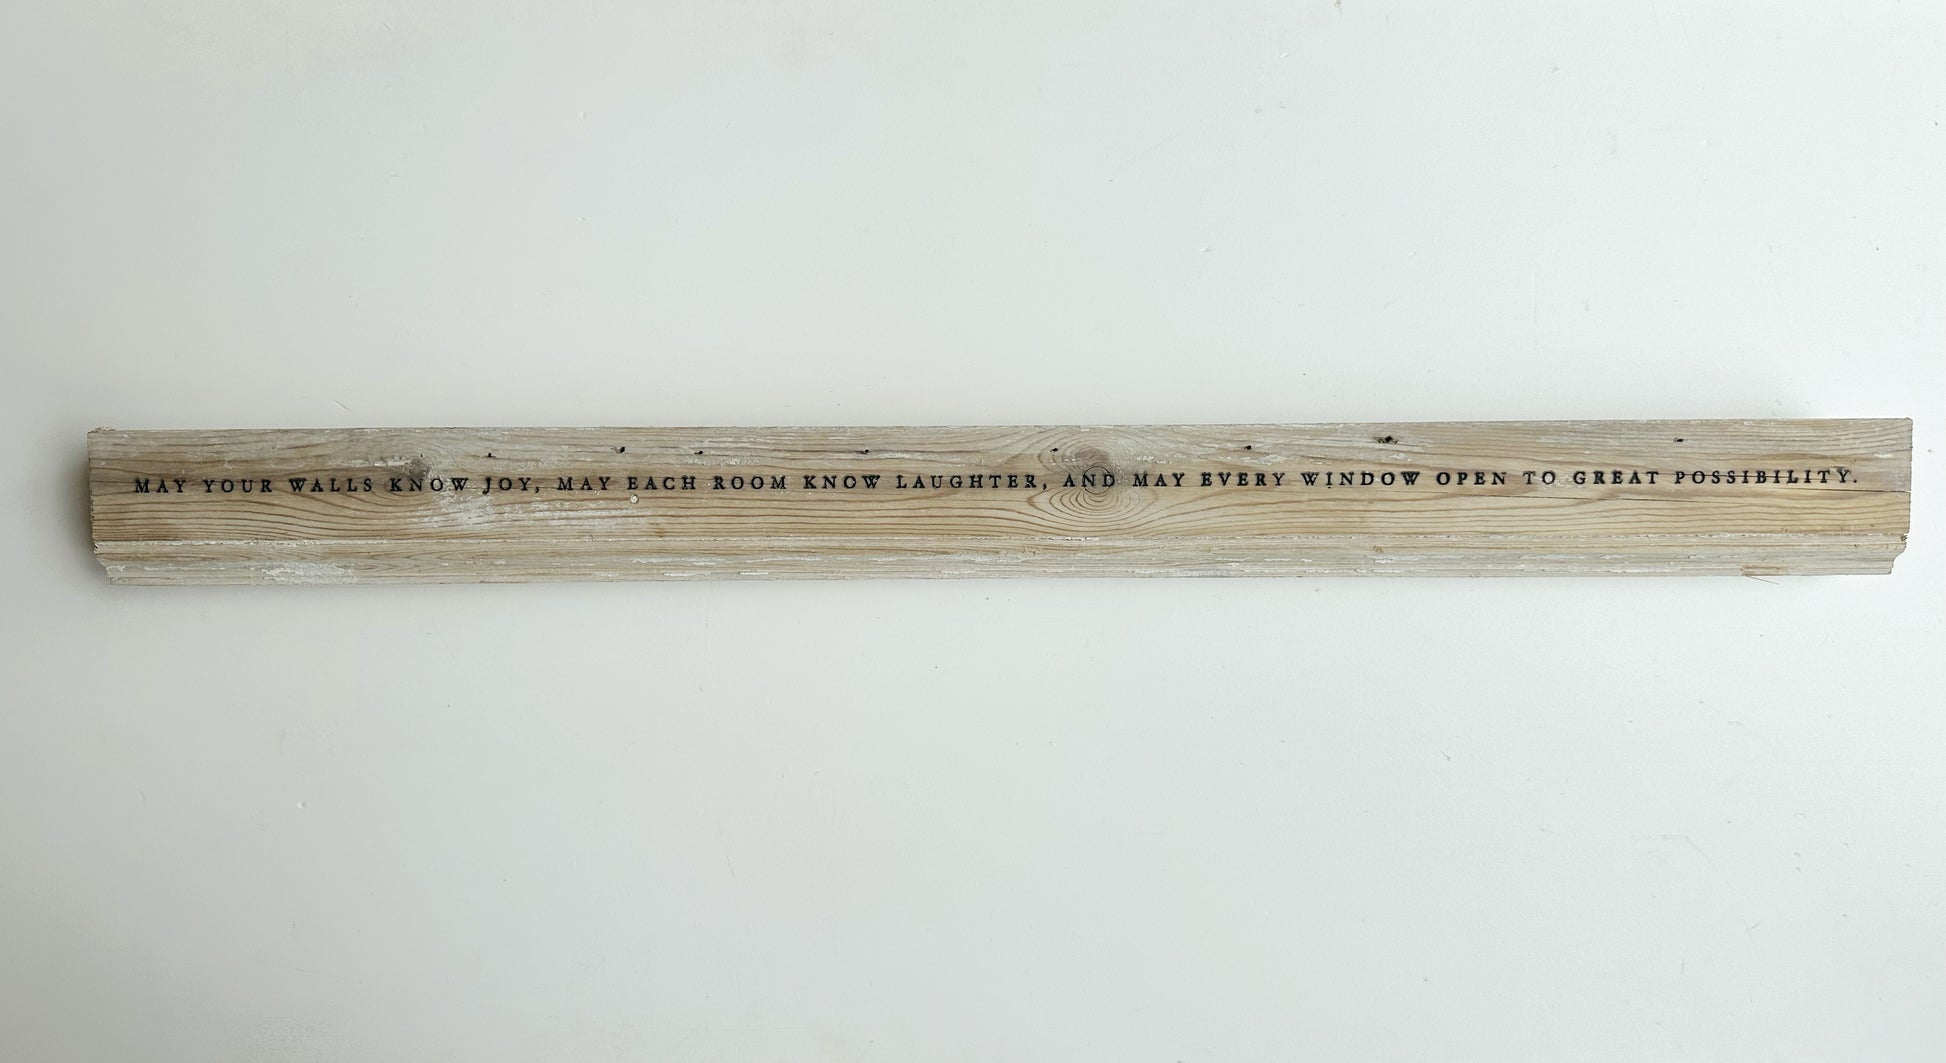 MAY YOUR WALLS KNOW JOY, MAY EACH ROOM KNOW LAUGHTER, AND MAY EVERY WINDOW OPEN TO GREAT POSSIBILITY.